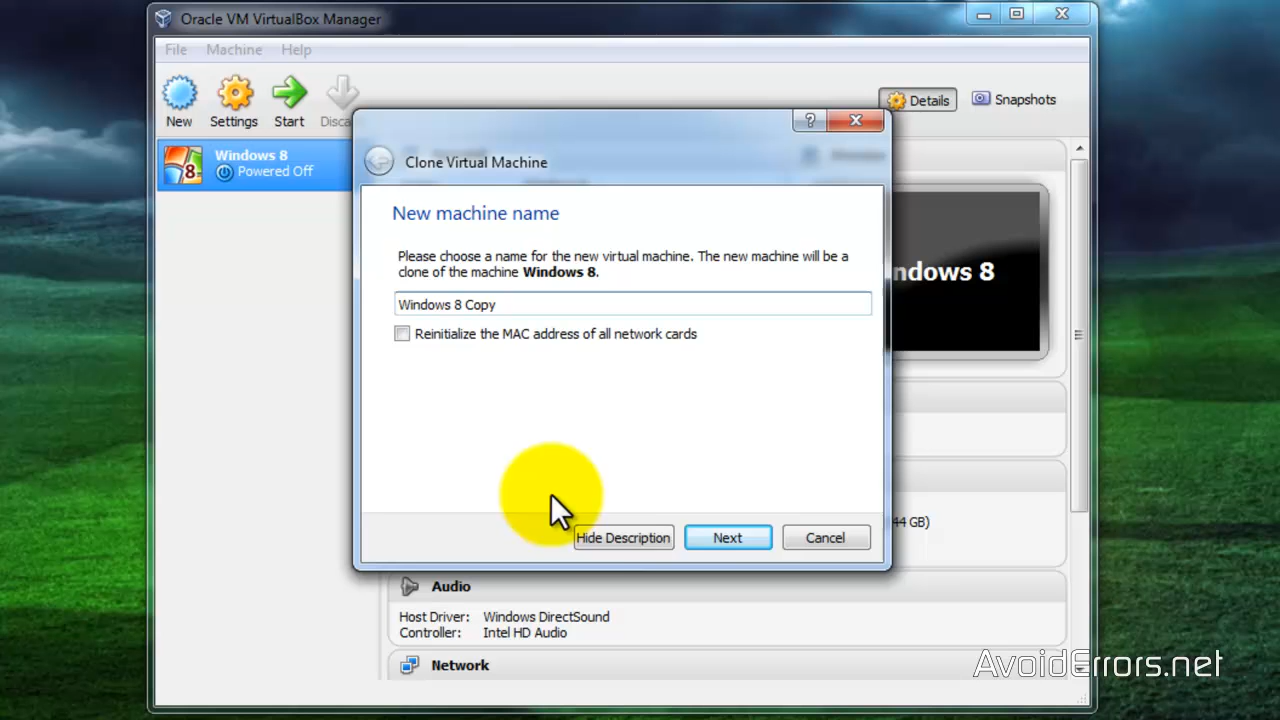 Oracle VM VirtualBox Manager
File Machine Help
New Settings Start Disca
Details Snapshots
Windows 8
Powered Off
8
Clone Virtual Machine
New machine name
Please choose a name for the new virtual machine. The new machine will be a
clone of the machine Windows 8.
Windows 8 Copy
Reinitialize the MAC address of all network cards
ndows 8
Hide Description Next Cancel
44 GB)
Audio
Host Driver: Windows DirectSound
Controller: Intel HD Audio
Network
AvoidErrors.net